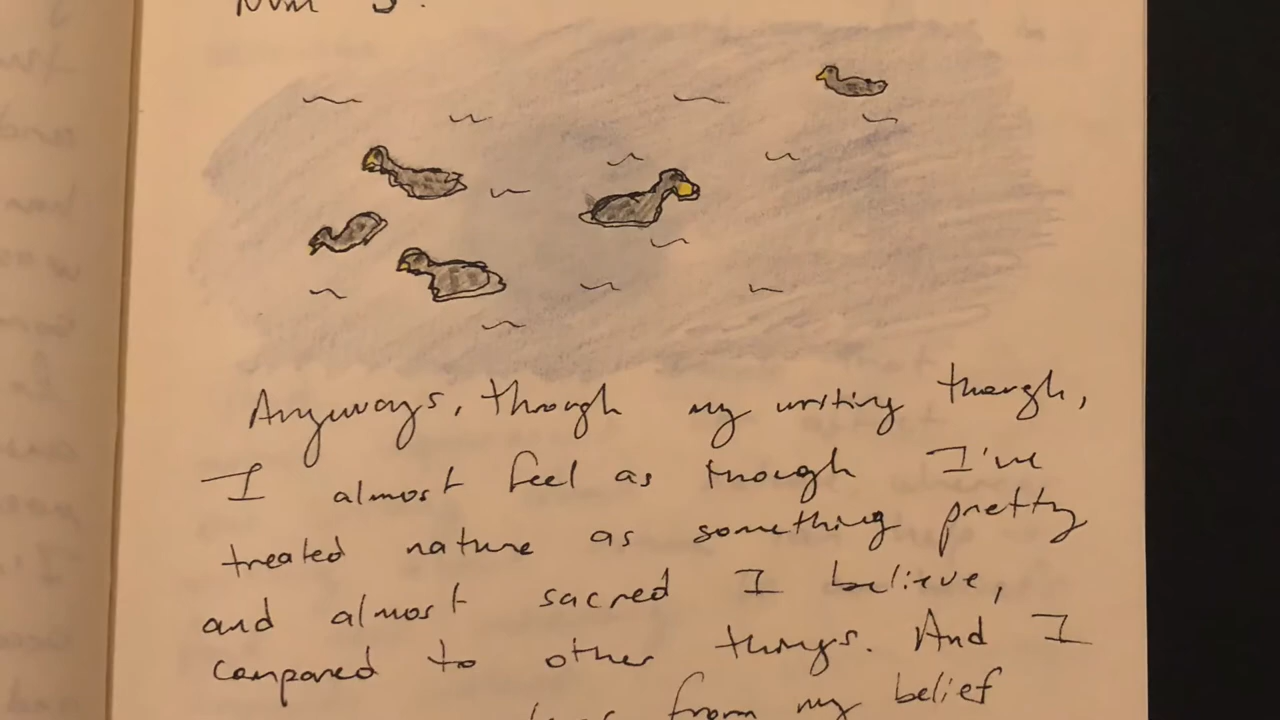 Anyways, though my writing though,
I almost feel as though I've
treated nature as something pretty
and almost sacred I believe,
compared to other things. And I
from my belief